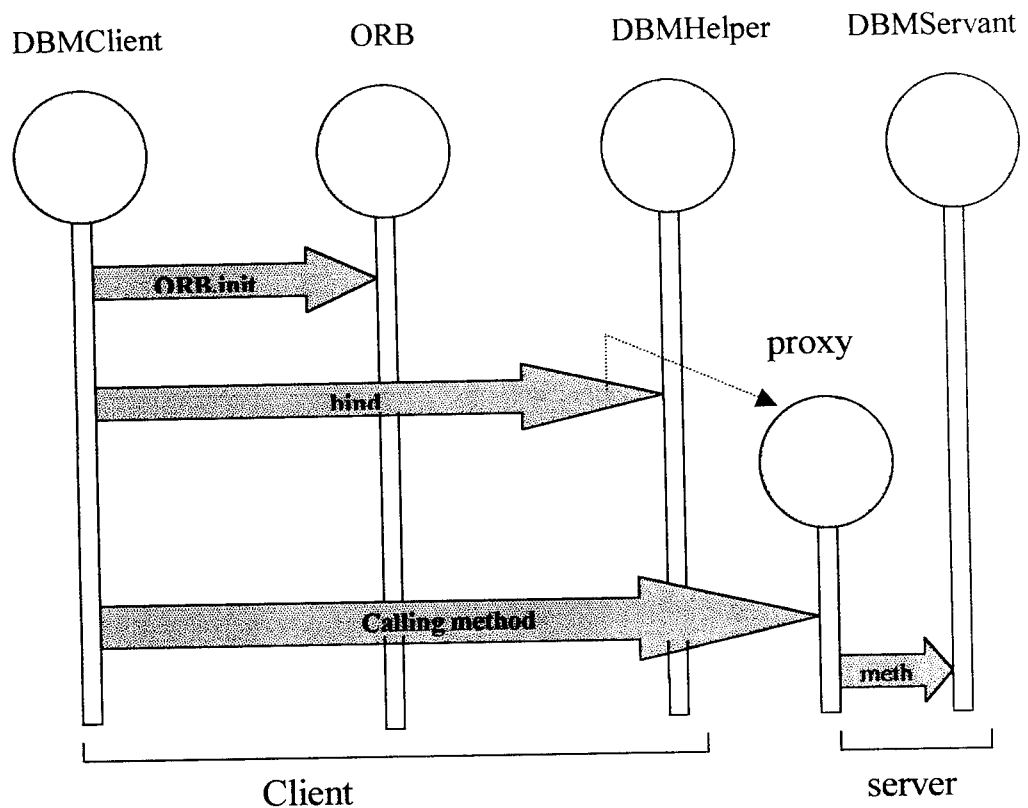 DBMClient
ORB
DBMHelper
DBMServant
ORB.init
proxy
bind
Calling method
meth
Client
server